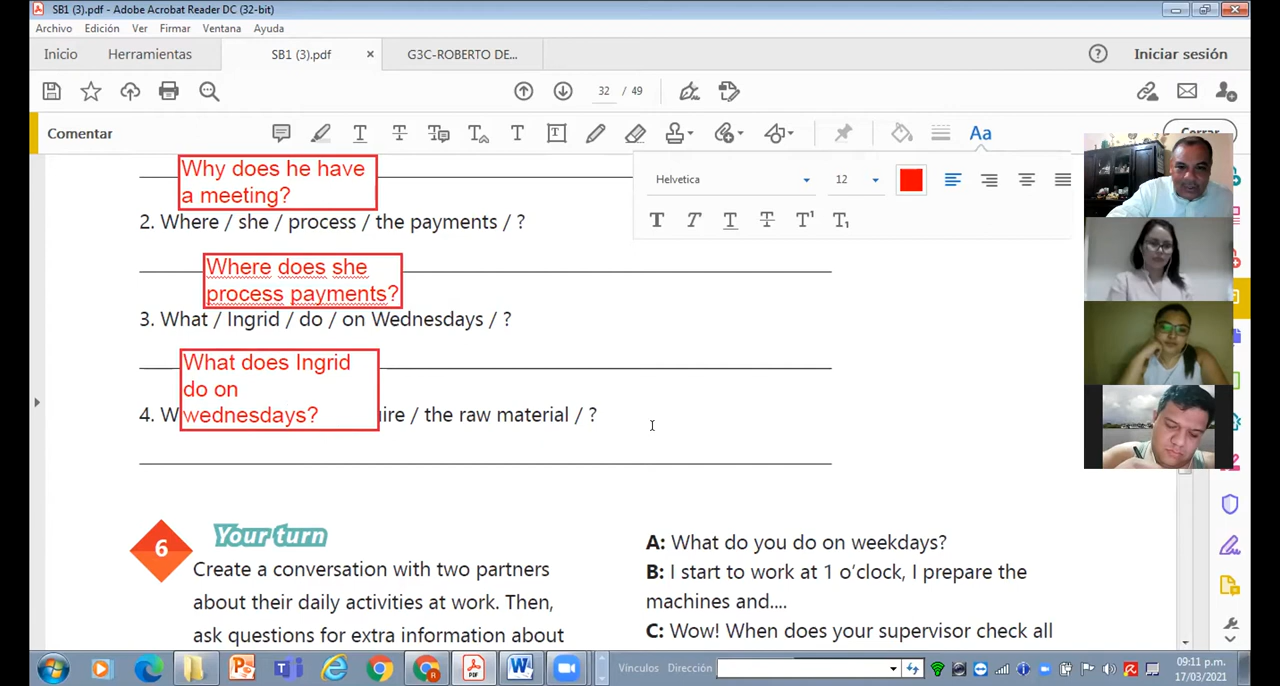 SB1 (3).pdf - Adobe Acrobat Reader DC (32-bit)
Archivo Edición Ver Firmar Ventana Ayuda
Inicio Herramientas SB1 (3).pdf × G3C-ROBERTO DE... Iniciar sesión
32 / 49
Comentar Aa Cerrar
Helvetica 12
Why does he have
a meeting?
2. Where / she / process / the payments / ?
Where does she
process payments?
3. What / Ingrid / do / on Wednesdays / ?
What does Ingrid
do on
wednesdays?
4. W ire / the raw material / ?
6
Your turn
Create a conversation with two partners
about their daily activities at work. Then,
ask questions for extra information about
A: What do you do on weekdays?
B: I start to work at 1 o'clock, I prepare the
machines and....
C: Wow! When does your supervisor check all
Vínculos Dirección
09:11 p.m.
17/03/2021